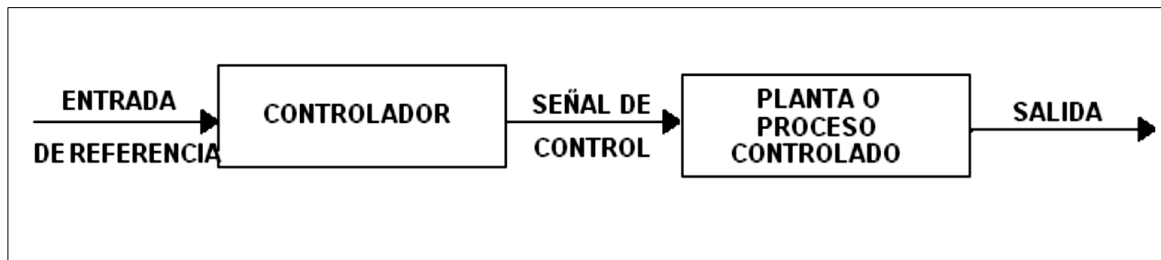 ENTRADA
DE REFERENCIA
CONTROLADOR
SEÑAL DE
CONTROL
PLANTA O
PROCESO
CONTROLADO
SALIDA